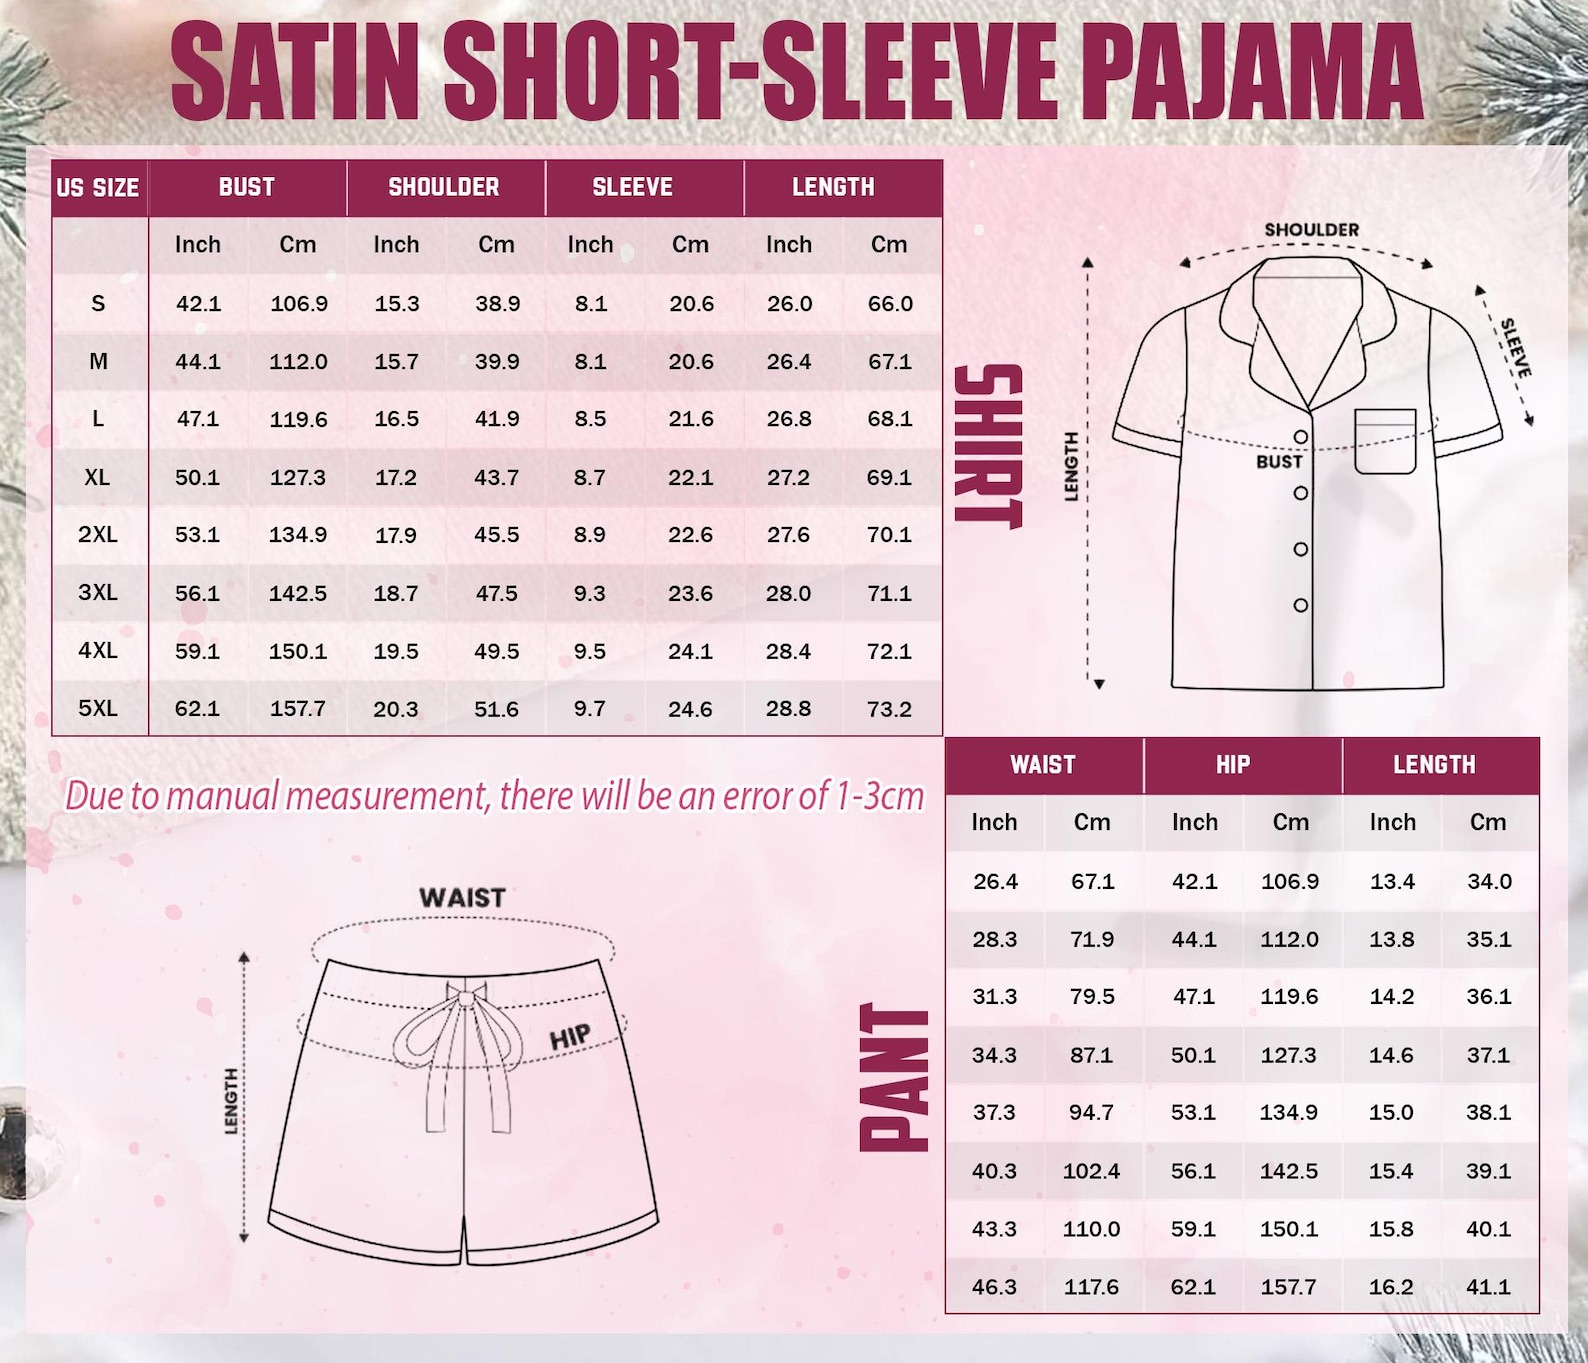 SATIN SHORT-SLEEVE PAJAMA
US SIZE BUST SHOULDER SLEEVE LENGTH
Inch Cm Inch Cm Inch Cm Inch Cm
S 42.1 106.9 15.3 38.9 8.1 20.6 26.0 66.0
M 44.1 112.0 15.7 39.9 8.1 20.6 26.4 67.1
L 47.1 119.6 16.5 41.9 8.5 21.6 26.8 68.1
XL 50.1 127.3 17.2 43.7 8.7 22.1 27.2 69.1
2XL 53.1 134.9 17.9 45.5 8.9 22.6 27.6 70.1
3XL 56.1 142.5 18.7 47.5 9.3 23.6 28.0 71.1
4XL 59.1 150.1 19.5 49.5 9.5 24.1 28.4 72.1
5XL 62.1 157.7 20.3 51.6 9.7 24.6 28.8 73.2
SHIRT
SHOULDER
SLEEVE
LENGTH
BUST
Due to manual measurement, there will be an error of 1-3cm
WAIST
HIP
LENGTH
PANT
WAIST HIP LENGTH
Inch Cm Inch Cm Inch Cm
26.4 67.1 42.1 106.9 13.4 34.0
28.3 71.9 44.1 112.0 13.8 35.1
31.3 79.5 47.1 119.6 14.2 36.1
34.3 87.1 50.1 127.3 14.6 37.1
37.3 94.7 53.1 134.9 15.0 38.1
40.3 102.4 56.1 142.5 15.4 39.1
43.3 110.0 59.1 150.1 15.8 40.1
46.3 117.6 62.1 157.7 16.2 41.1